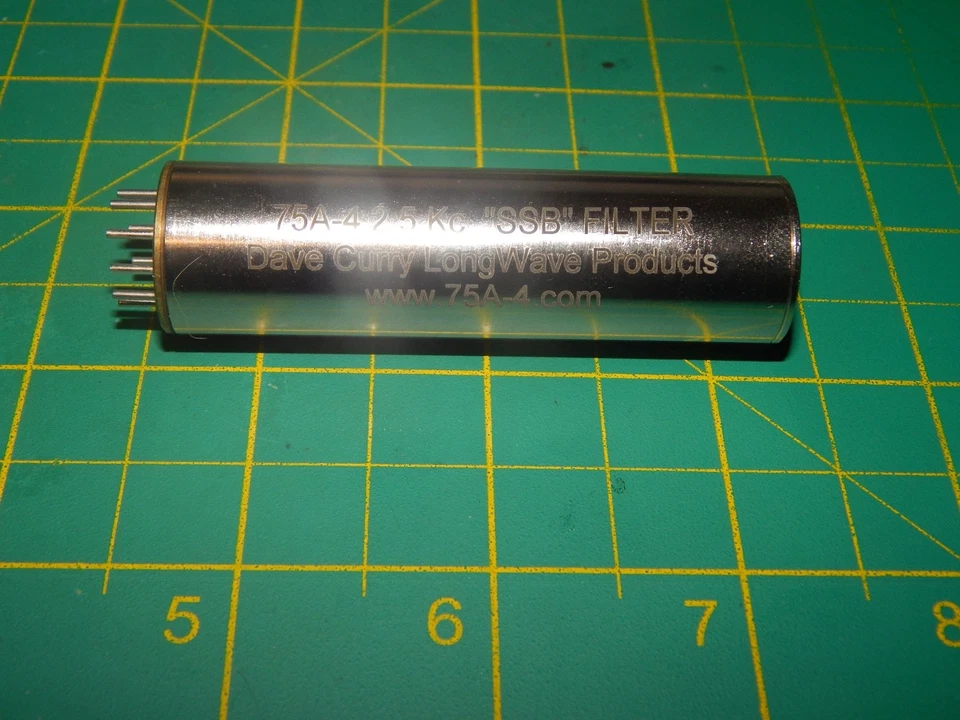 75A-4 2.5 Kc "SSB" FILTER
Dave Curry LongWave Products
www.75A-4.com
5 6 7 8